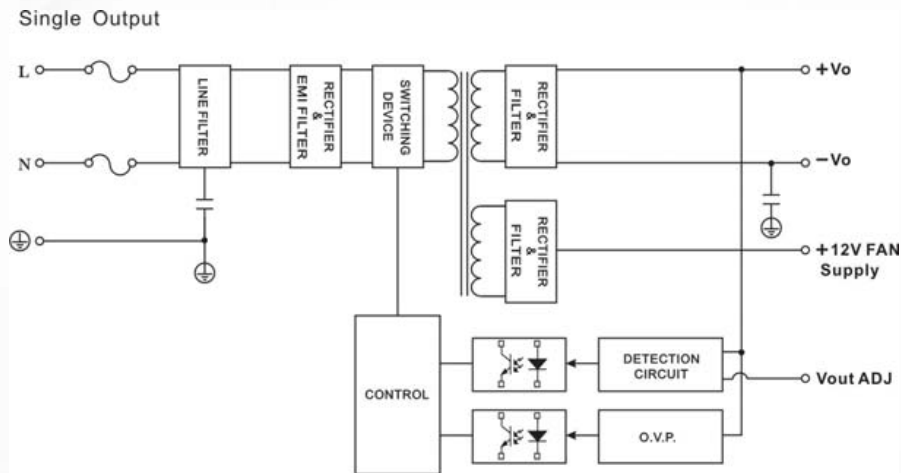 Single Output
L
N
LINE FILTER
RECTIFIER
&
EMI FILTER
SWITCHING
DEVICE
RECTIFIER
&
FILTER
+Vo
−Vo
RECTIFIER
&
FILTER
+12V FAN
Supply
CONTROL
DETECTION
CIRCUIT
Vout ADJ
O.V.P.